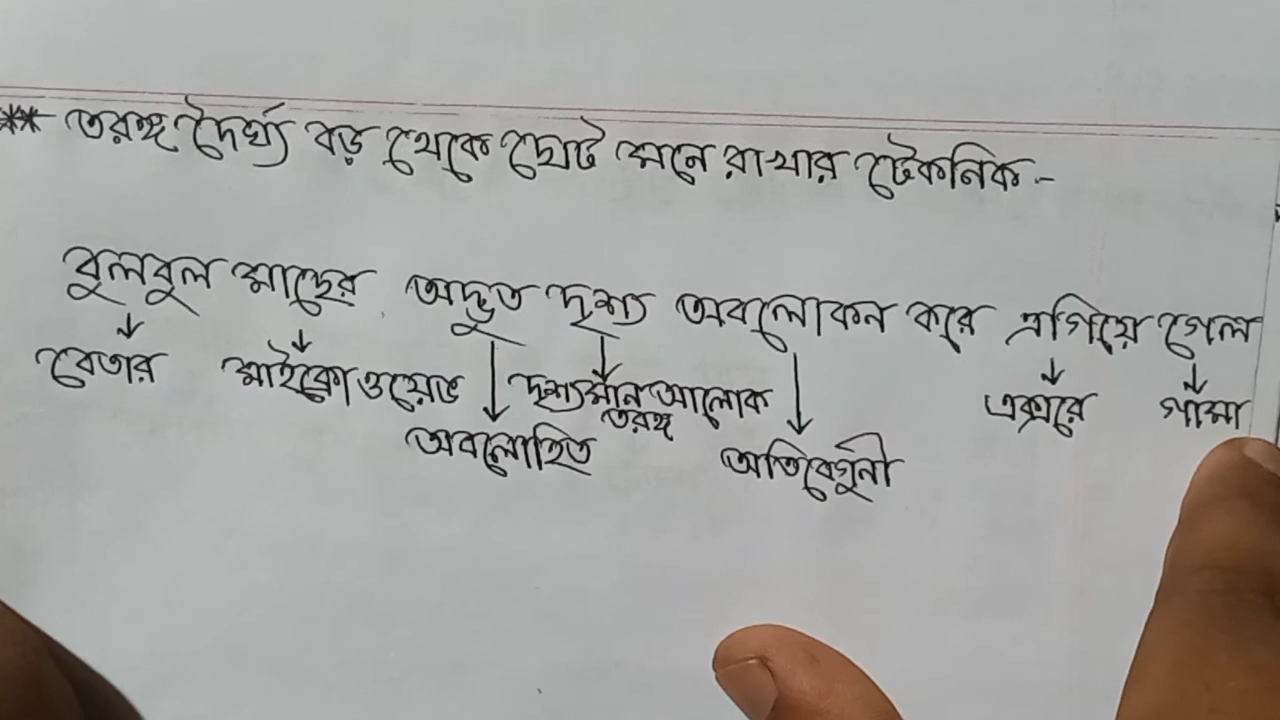 ** তরঙ্গ দৈর্ঘ্য বড় থেকে ছোট মনে রাখার টেকনিক -
বুলবুল মাছের অদ্ভুত দৃশ্য অবলোকন করে এগিয়ে গেল
বেতার মাইক্রোওয়েভ দৃশ্যমান আলোক তরঙ্গ এক্সরে গামা
অবলোহিত অতিবেগুনী